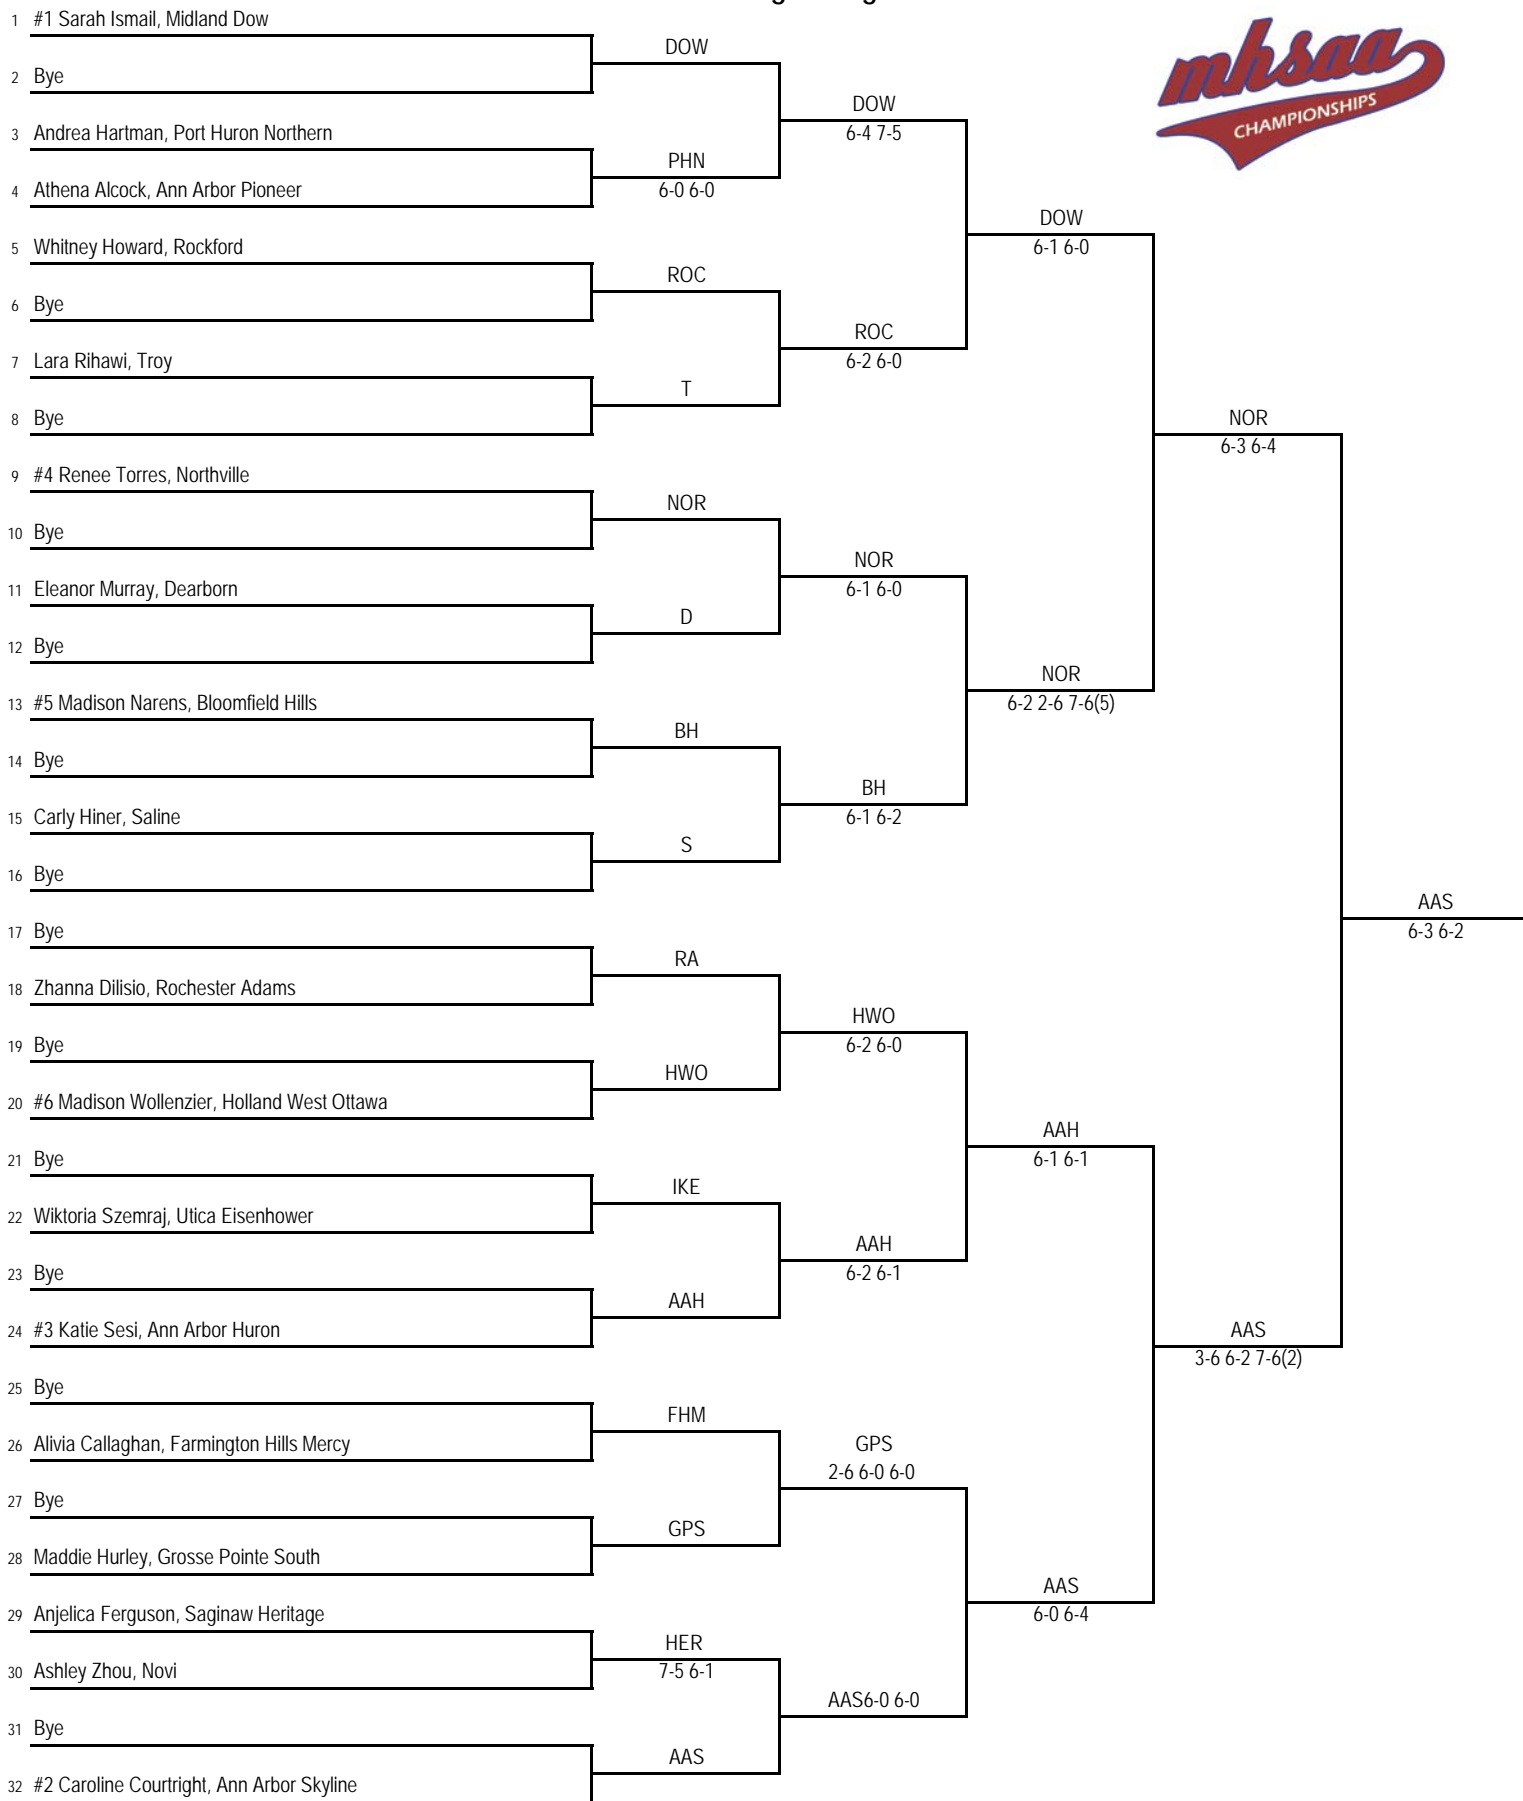 1 #1 Sarah Ismail, Midland Dow
DOW
2 Bye
DOW
6-4 7-5
3 Andrea Hartman, Port Huron Northern
PHN
6-0 6-0
4 Athena Alcock, Ann Arbor Pioneer
DOW
6-1 6-0
5 Whitney Howard, Rockford
ROC
6 Bye
ROC
6-2 6-0
7 Lara Rihawi, Troy
T
8 Bye
NOR
6-3 6-4
9 #4 Renee Torres, Northville
NOR
10 Bye
NOR
6-1 6-0
11 Eleanor Murray, Dearborn
D
12 Bye
NOR
6-2 2-6 7-6(5)
13 #5 Madison Narens, Bloomfield Hills
BH
14 Bye
BH
6-1 6-2
15 Carly Hiner, Saline
S
16 Bye
AAS
6-3 6-2
17 Bye
RA
18 Zhanna Dilisio, Rochester Adams
HWO
6-2 6-0
19 Bye
HWO
20 #6 Madison Wollenzier, Holland West Ottawa
AAH
6-1 6-1
21 Bye
IKE
22 Wiktoria Szemraj, Utica Eisenhower
AAH
6-2 6-1
23 Bye
AAH
24 #3 Katie Sesi, Ann Arbor Huron
AAS
3-6 6-2 7-6(2)
25 Bye
FHM
26 Alivia Callaghan, Farmington Hills Mercy
GPS
2-6 6-0 6-0
27 Bye
GPS
28 Maddie Hurley, Grosse Pointe South
AAS
6-0 6-4
29 Anjelica Ferguson, Saginaw Heritage
HER
7-5 6-1
30 Ashley Zhou, Novi
AAS6-0 6-0
31 Bye
AAS
32 #2 Caroline Courtright, Ann Arbor Skyline
mhsaa
CHAMPIONSHIPS